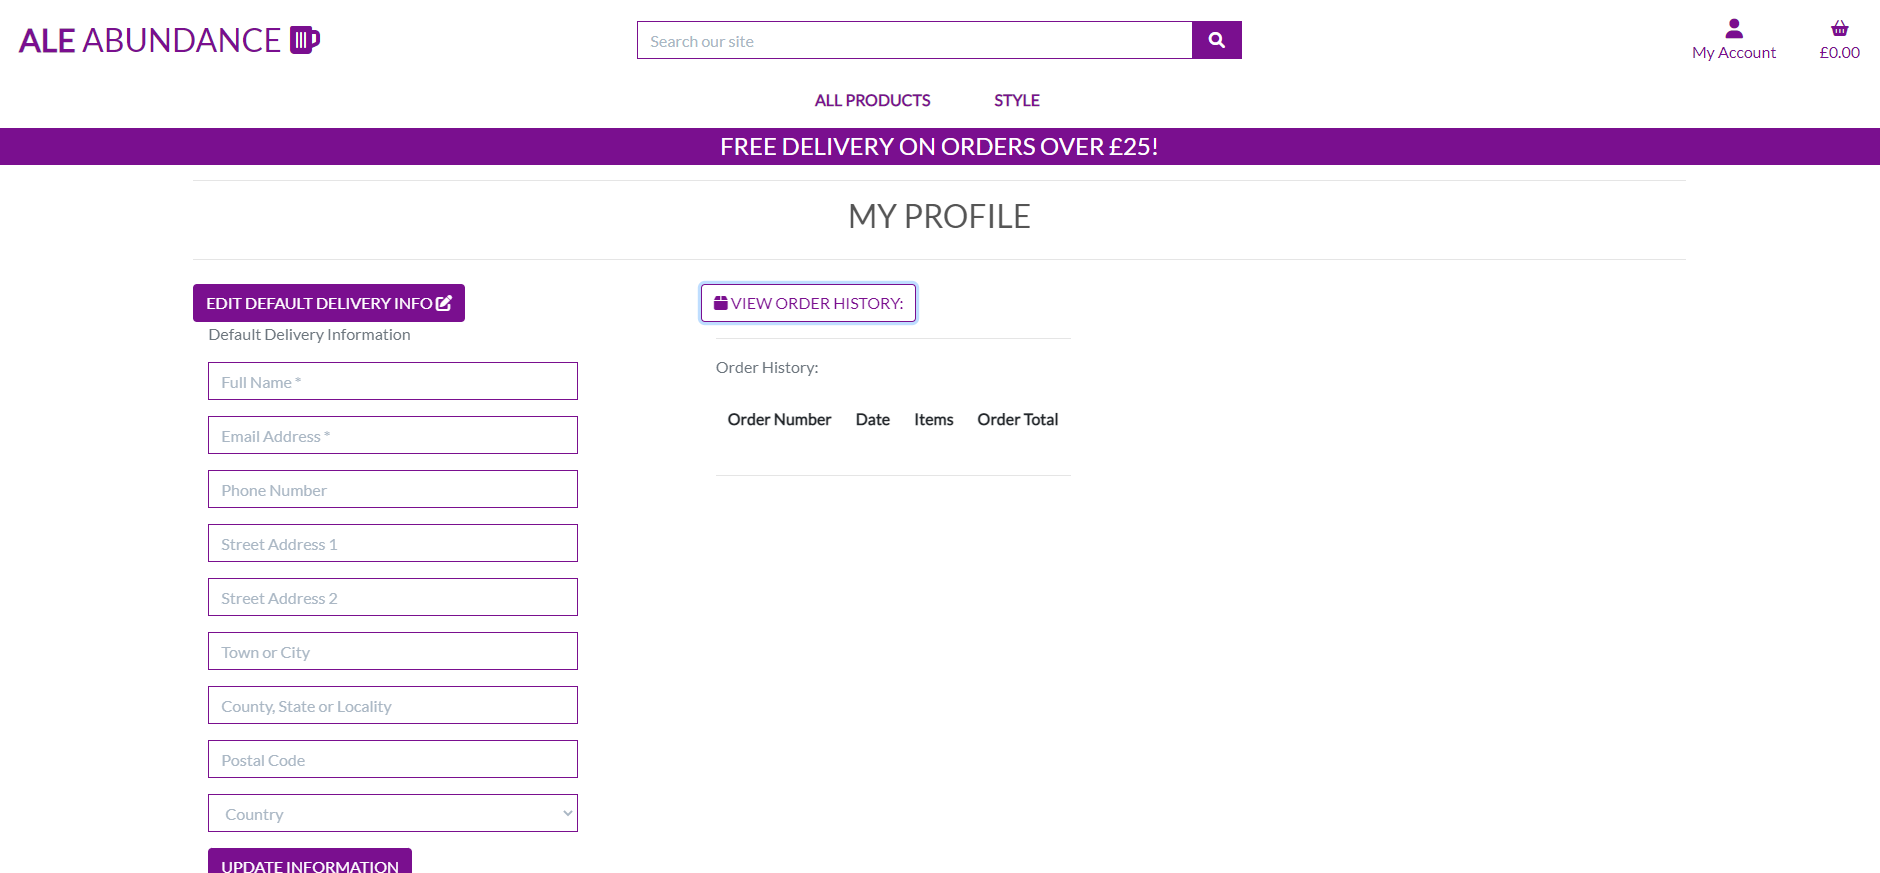 ALE ABUNDANCE
Search our site
My Account
£0.00
ALL PRODUCTS
STYLE
FREE DELIVERY ON ORDERS OVER £25!
MY PROFILE
EDIT DEFAULT DELIVERY INFO
Default Delivery Information
Full Name *
Email Address *
Phone Number
Street Address 1
Street Address 2
Town or City
County, State or Locality
Postal Code
Country
UPDATE INFORMATION
VIEW ORDER HISTORY:
Order History:
Order Number Date Items Order Total